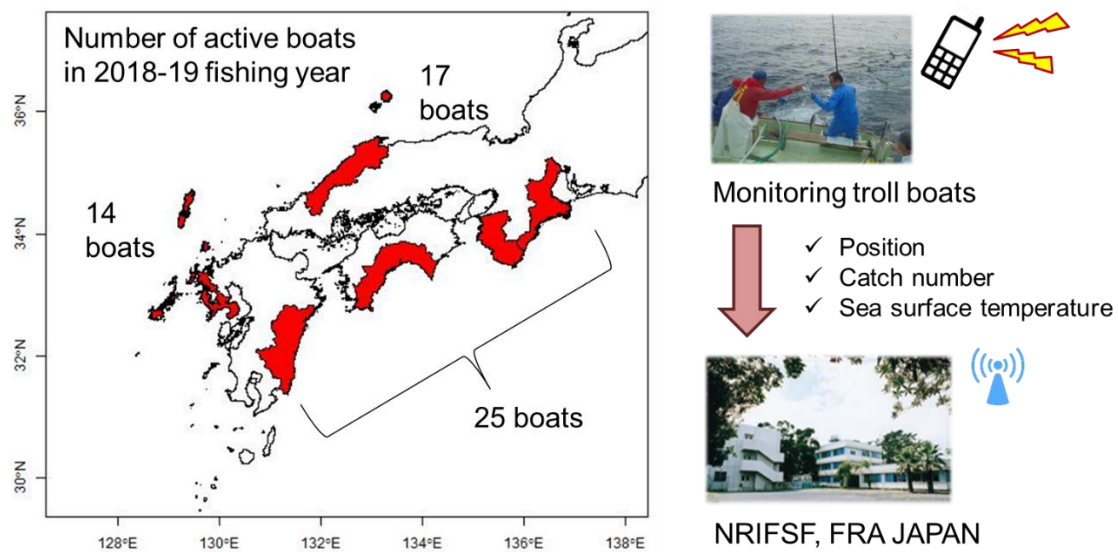 Number of active boats
in 2018-19 fishing year
17
boats
14
boats
25 boats
36°N
34°N
32°N
30°N
128°E
130°E
132°E
134°E
136°E
138°E
Monitoring troll boats
✓ Position
✓ Catch number
✓ Sea surface temperature
NRIFSF, FRA JAPAN